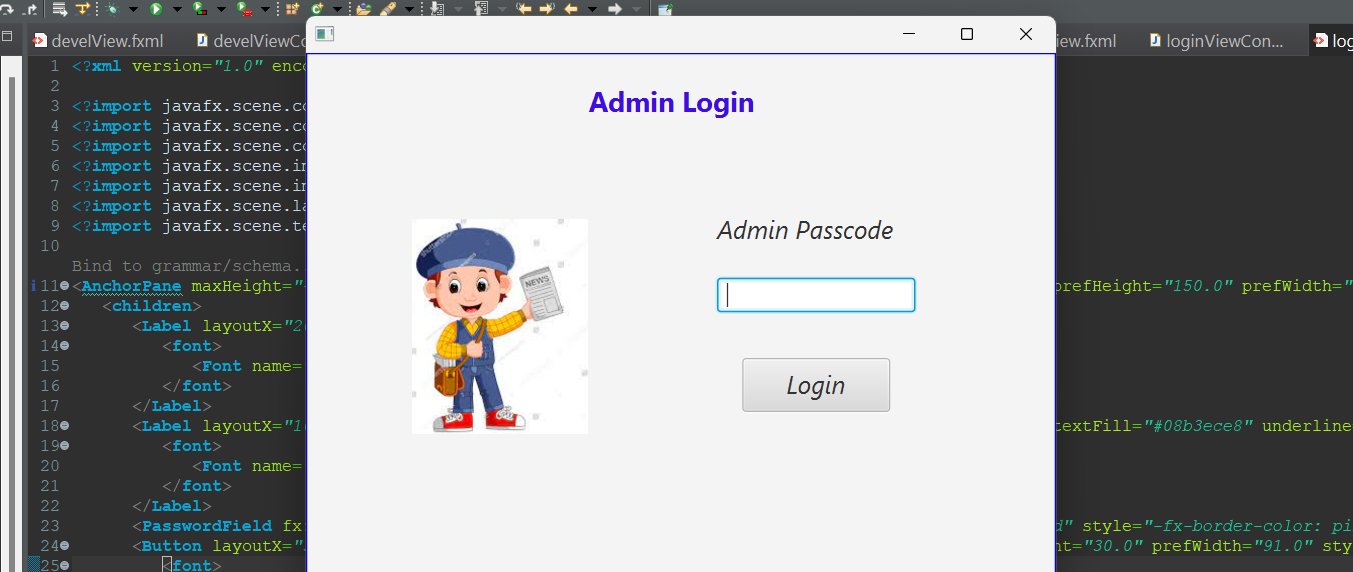 develView.fxml
develViewCo
iew.fxml
loginViewCon...
log
Admin Login
Admin Passcode
Login
NEWS
1 <?xml version="1.0" enco
2
3 <?import javafx.scene.co
4 <?import javafx.scene.co
5 <?import javafx.scene.co
6 <?import javafx.scene.im
7 <?import javafx.scene.im
8 <?import javafx.scene.la
9 <?import javafx.scene.te
10
Bind to grammar/schema..
11 <AnchorPane maxHeight="
prefHeight="150.0" prefWidth="
12 <children>
13 <Label layoutX="2
14 <font>
15 <Font name=
16 </font>
17 </Label>
18 <Label layoutX="1
textFill="#08b3ece8" underline
19 <font>
20 <Font name=
21 </font>
22 </Label>
23 <PasswordField fx
d" style="-fx-border-color: pi
24 <Button layoutX="
ht="30.0" prefWidth="91.0" sty
25 <font>